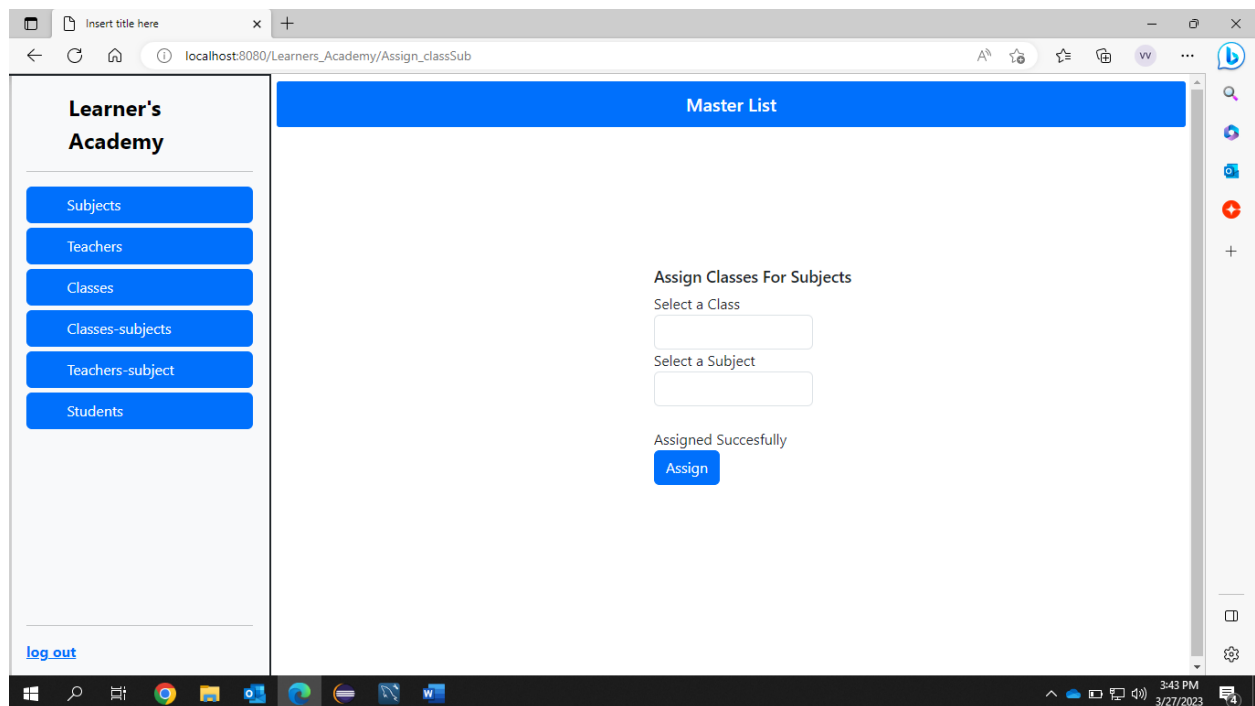 Insert title here
localhost:8080/Learners_Academy/Assign_classSub
VV
Learner's
Academy
Subjects
Teachers
Classes
Classes-subjects
Teachers-subject
Students
log out
Master List
Assign Classes For Subjects
Select a Class
Select a Subject
Assigned Succesfully
Assign
3:43 PM
3/27/2023
4